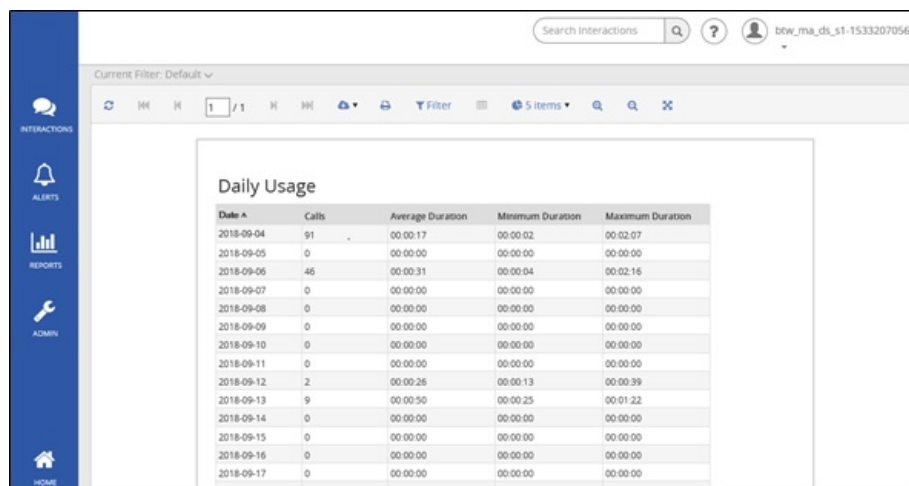 Search Interactions ? btw_ma_ds_s1-1533207056
Current Filter: Default
1 / 1 Filter 5 items
INTERACTIONS
ALERTS
REPORTS
ADMIN
HOME
Daily Usage
Date Calls Average Duration Minimum Duration Maximum Duration
2018-09-04 91 00:00:17 00:00:02 00:02:07
2018-09-05 0 00:00:00 00:00:00 00:00:00
2018-09-06 46 00:00:31 00:00:04 00:02:16
2018-09-07 0 00:00:00 00:00:00 00:00:00
2018-09-08 0 00:00:00 00:00:00 00:00:00
2018-09-09 0 00:00:00 00:00:00 00:00:00
2018-09-10 0 00:00:00 00:00:00 00:00:00
2018-09-11 0 00:00:00 00:00:00 00:00:00
2018-09-12 2 00:00:26 00:00:13 00:00:39
2018-09-13 9 00:00:50 00:00:25 00:01:22
2018-09-14 0 00:00:00 00:00:00 00:00:00
2018-09-15 0 00:00:00 00:00:00 00:00:00
2018-09-16 0 00:00:00 00:00:00 00:00:00
2018-09-17 0 00:00:00 00:00:00 00:00:00